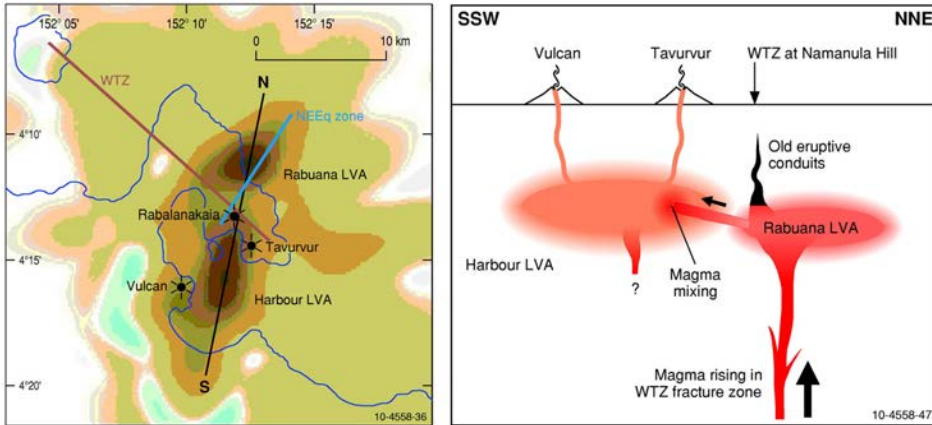 152° 05'
152° 10'
152° 15'
0
10 km
WTZ
N
NEEq zone
4°10'
Rabuana LVA
Rabalanakaia
Tavurvur
4°15'
Vulcan
Harbour LVA
4°20'
S
10-4558-36
SSW
NNE
Vulcan
Tavurvur
WTZ at Namanula Hill
Old eruptive
conduits
Rabuana LVA
Harbour LVA
Magma
mixing
?
Magma rising in
WTZ fracture zone
10-4558-47